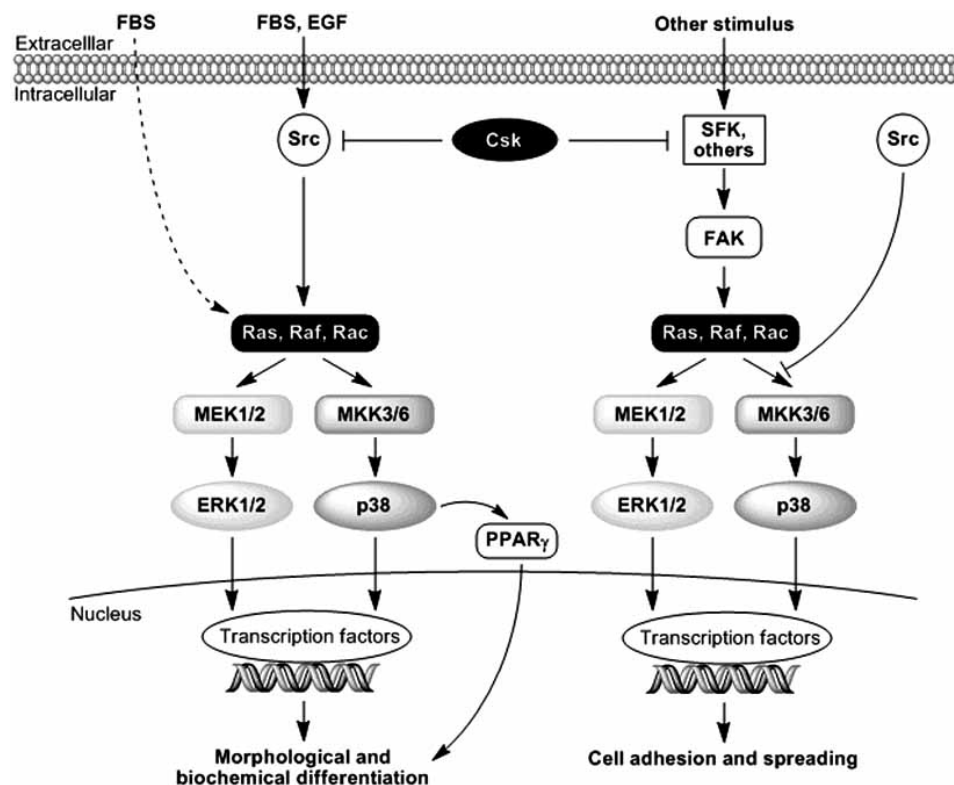 FBS
FBS, EGF
Other stimulus
Extracelllar
Intracellular
Src
Csk
SFK,
others
Src
FAK
Ras, Raf, Rac
Ras, Raf, Rac
MEK1/2
MKK3/6
MEK1/2
MKK3/6
ERK1/2
p38
ERK1/2
p38
PPARγ
Nucleus
Transcription factors
Transcription factors
Morphological and
biochemical differentiation
Cell adhesion and spreading